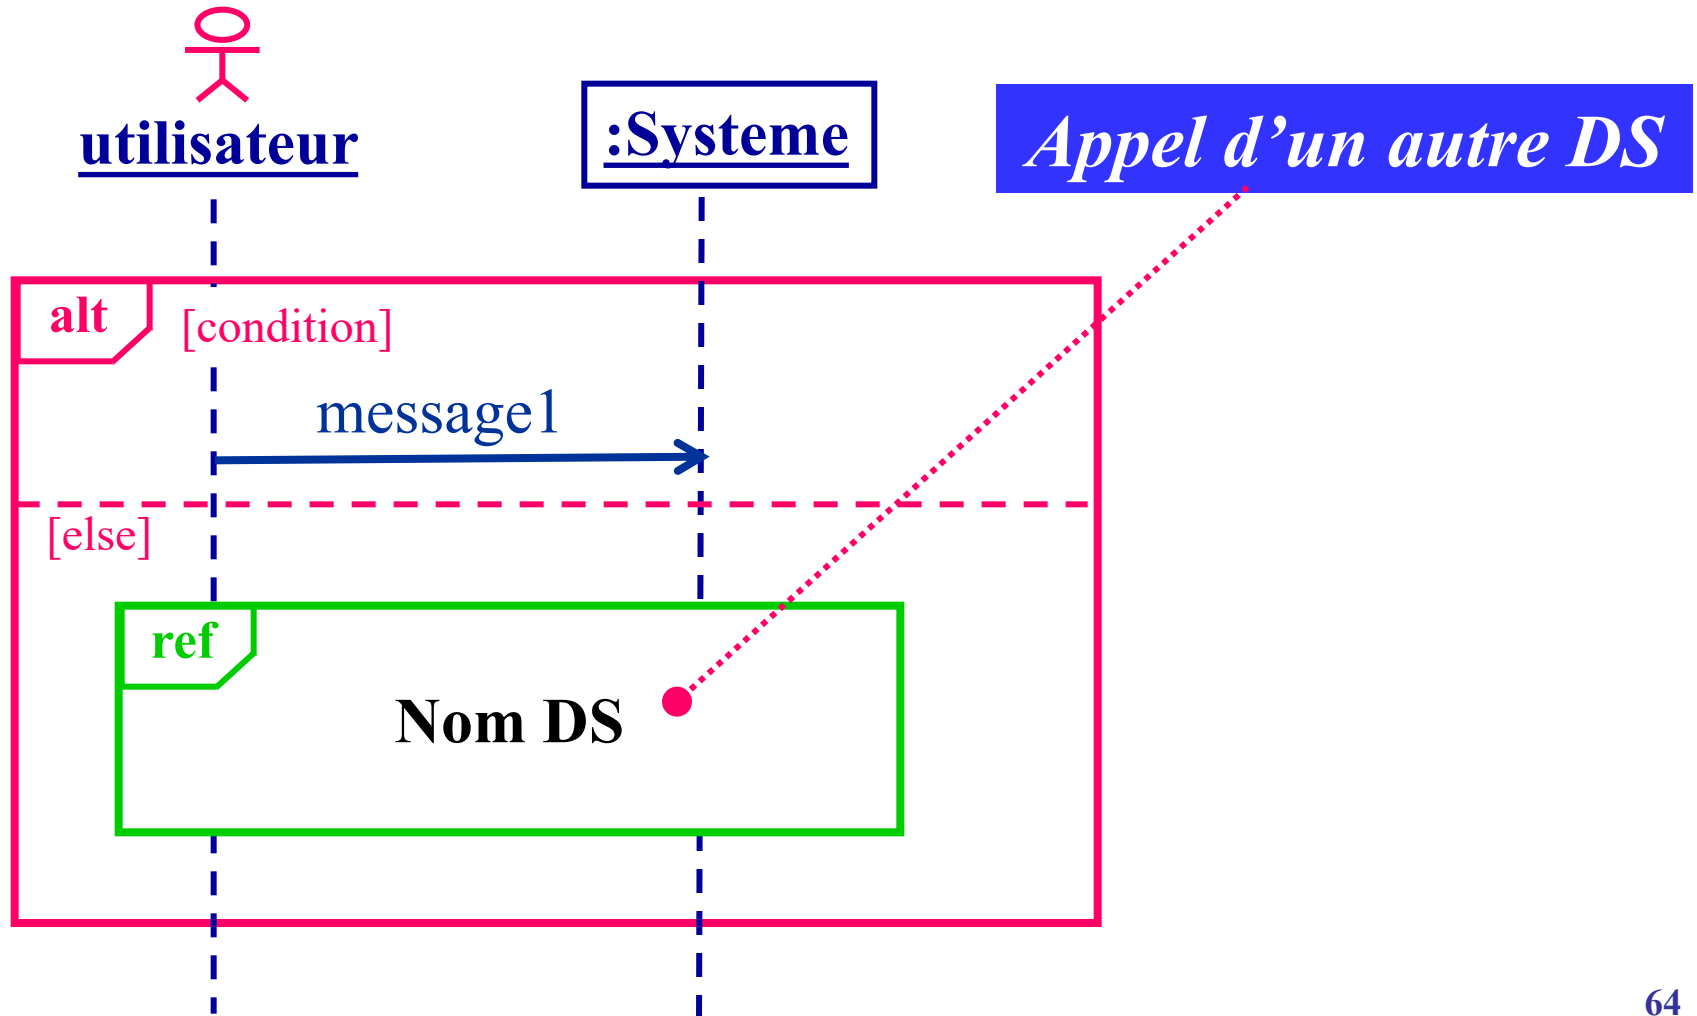 utilisateur
:Systeme
Appel d’un autre DS
alt
[condition]
message1
[else]
ref
Nom DS
64